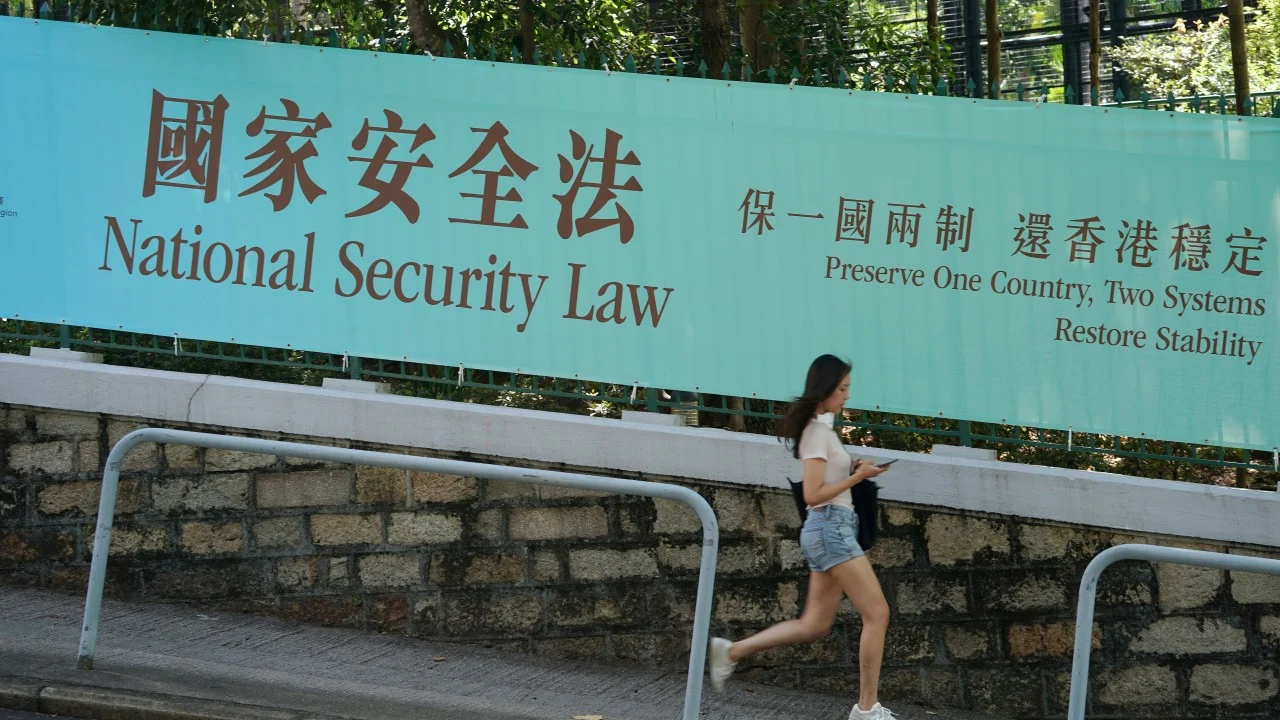 國家安全法
National Security Law
保一國兩制 還香港穩定
Preserve One Country, Two Systems
Restore Stability